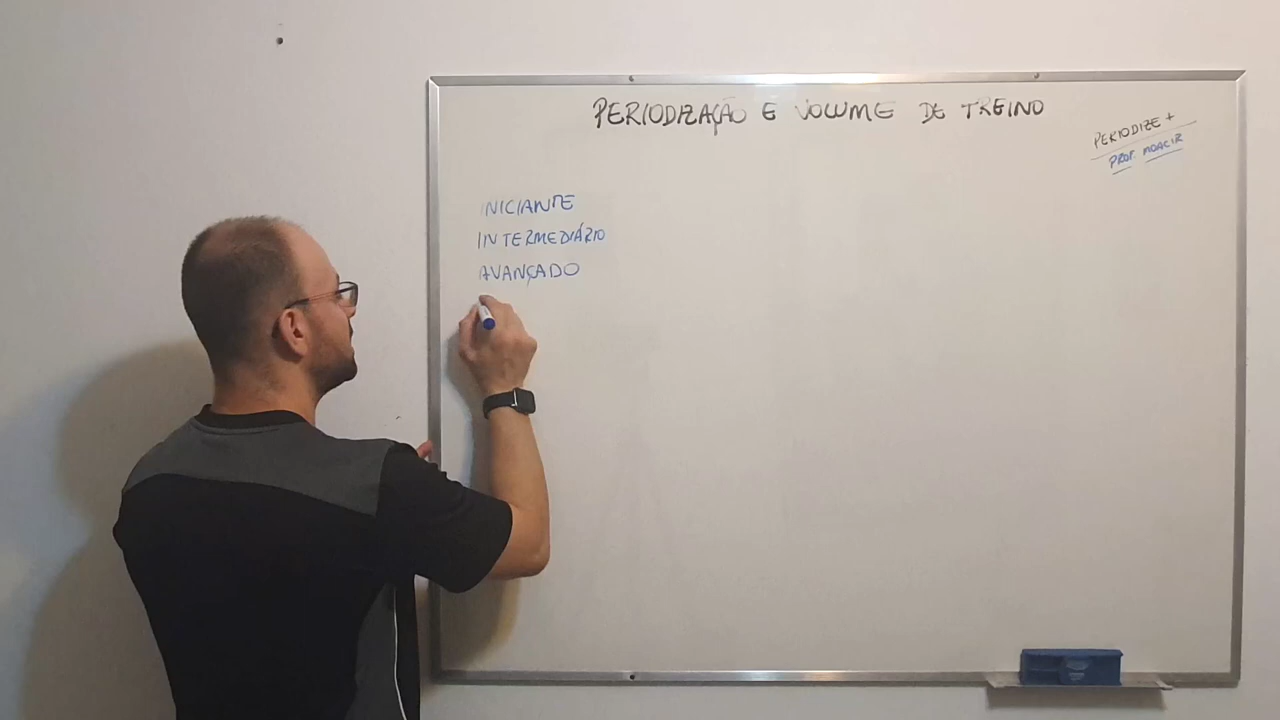 PERIODIZAÇÃO E VOLUME DE TREINO
PERIODIZE +
PROF. MOACIR
INICIANTE
INTERMEDIÁRIO
AVANÇADO